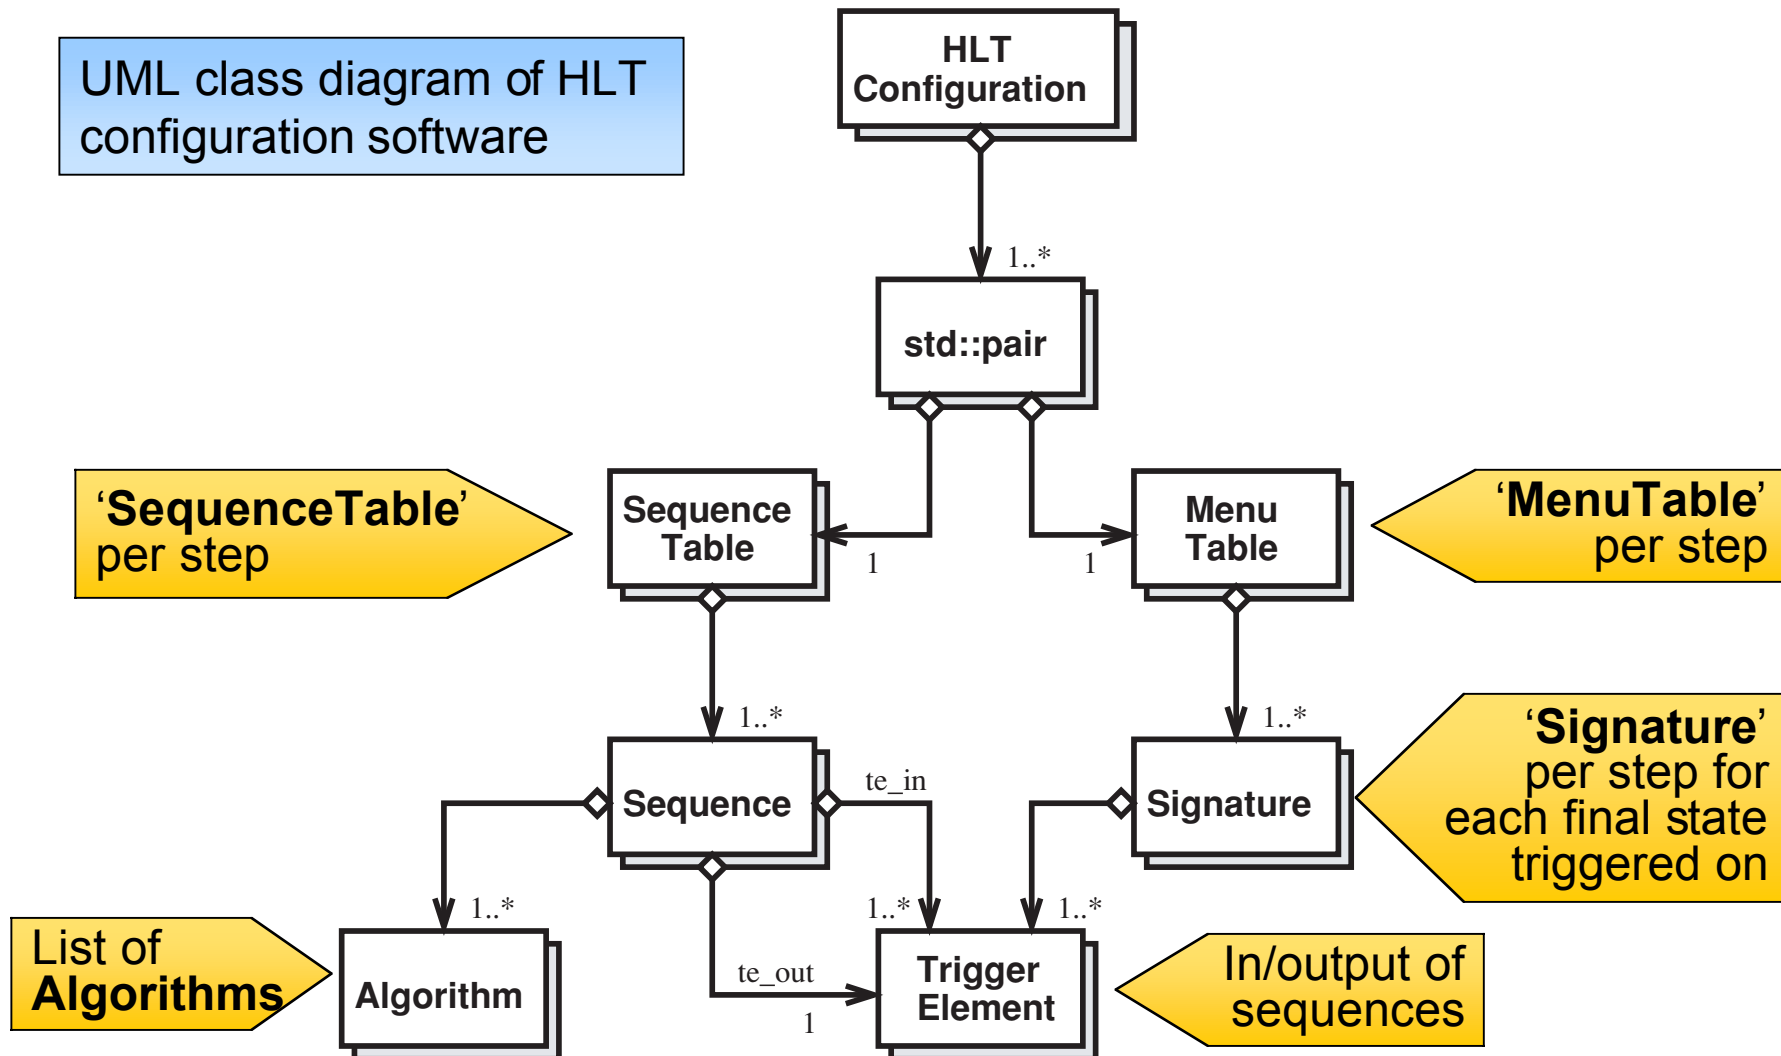 UML class diagram of HLT
configuration software
HLT
Configuration
1..*
std::pair
'SequenceTable'
per step
Sequence
Table
1
Menu
Table
1
'MenuTable'
per step
1..*
1..*
Sequence
te_in
Signature
'Signature'
per step for
each final state
triggered on
1..*
1..*
1..*
List of
Algorithms
Algorithm
te_out
1
Trigger
Element
In/output of
sequences